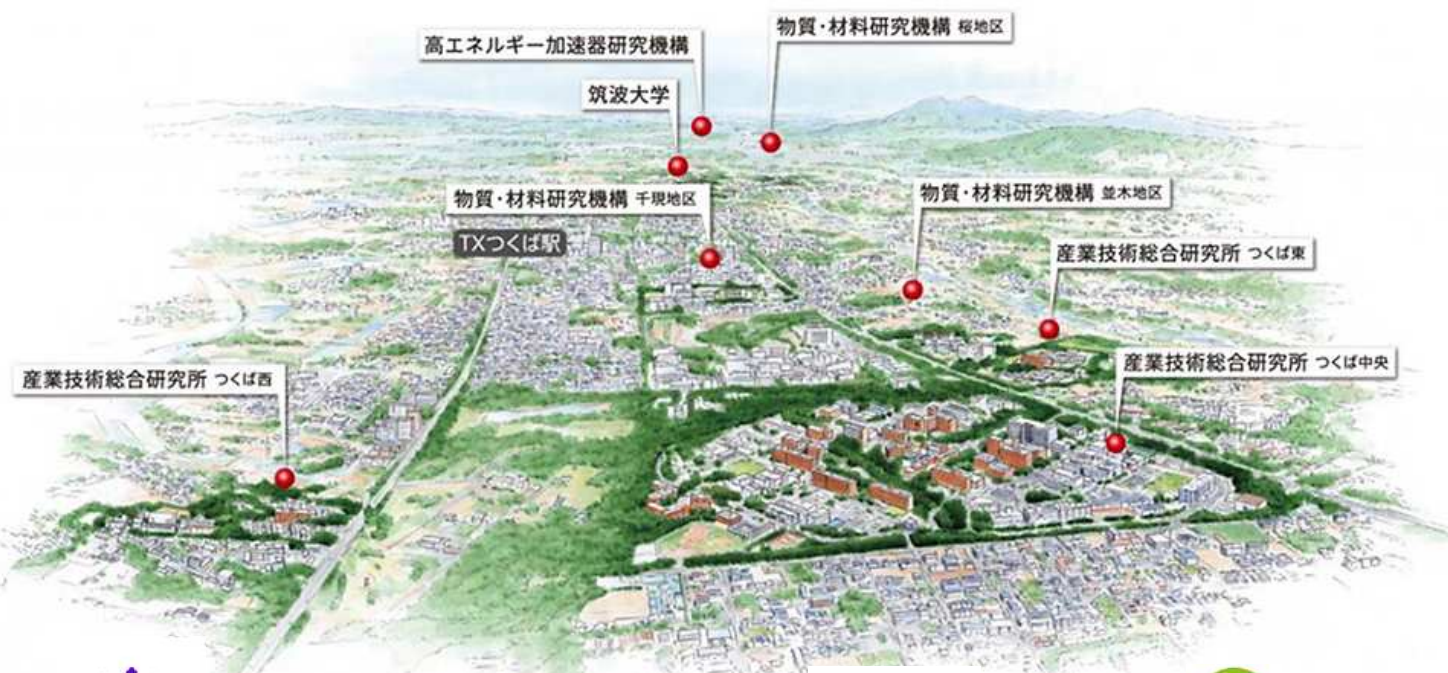 物質・材料研究機構 桜地区
高エネルギー加速器研究機構
筑波大学
物質・材料研究機構 千現地区
物質・材料研究機構 並木地区
TXつくば駅
産業技術総合研究所 つくば東
産業技術総合研究所 つくば中央
産業技術総合研究所 つくば西